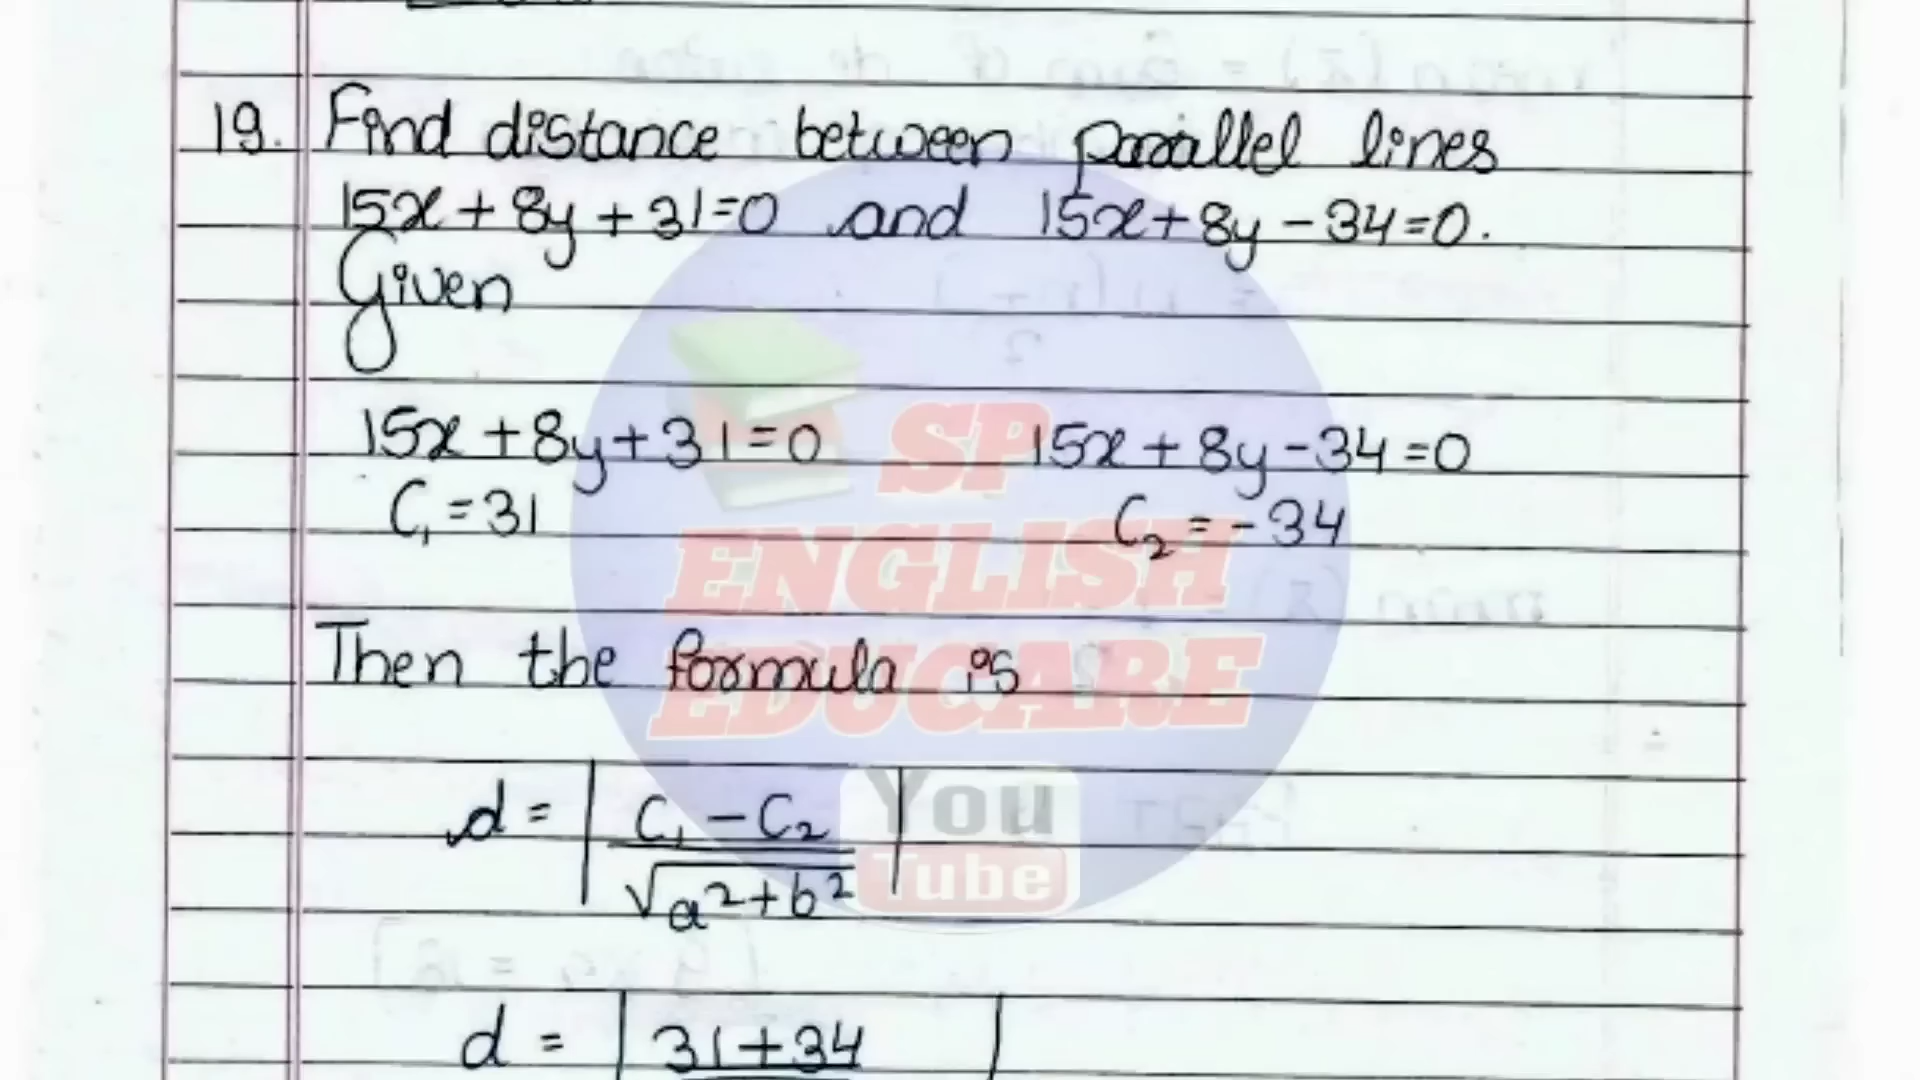 19. Find distance between parallel lines
15x + 8y + 31 = 0 and 15x + 8y - 34 = 0.
Given
15x + 8y + 31 = 0 15x + 8y - 34 = 0
C₁ = 31 C₂ = - 34
Then the formula is
d = | C₁ - C₂ / √a² + b² |
d = | 31 + 34 |
SP
ENGLISH
EDUCARE
You
Tube